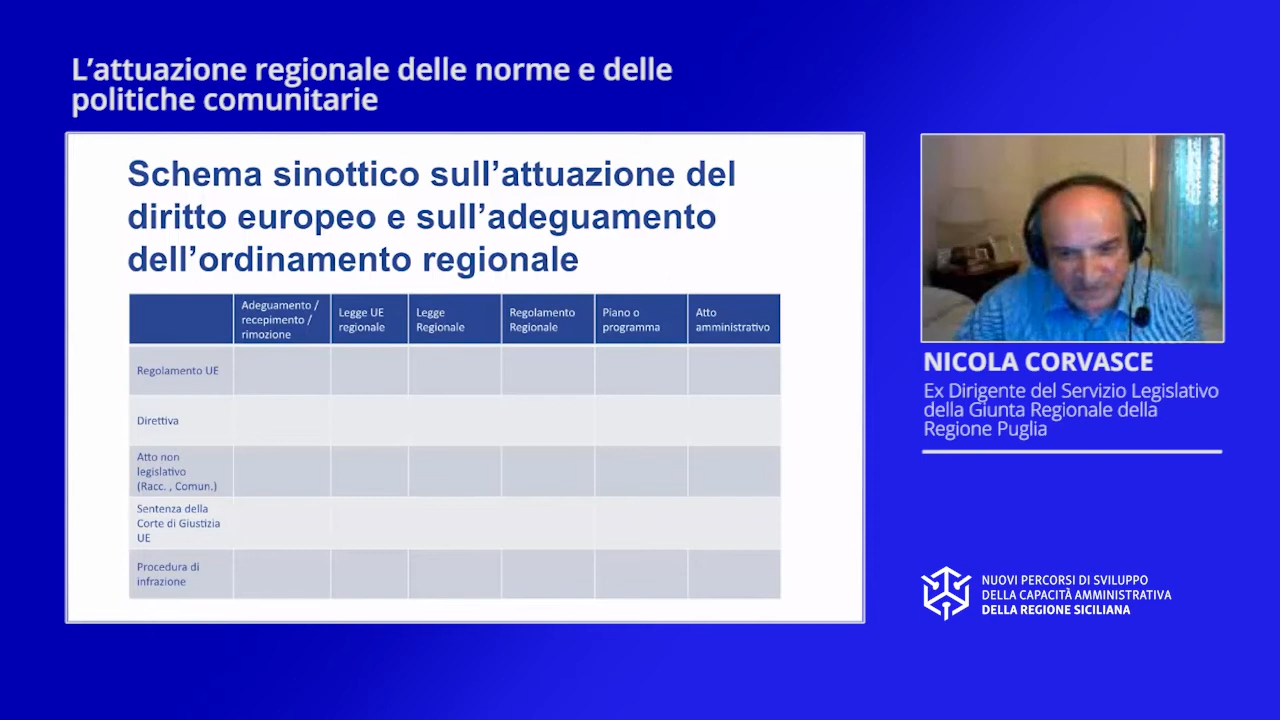 L'attuazione regionale delle norme e delle
politiche comunitarie
Schema sinottico sull'attuazione del
diritto europeo e sull'adeguamento
dell'ordinamento regionale
Adeguamento /
recepimento /
rimozione
Legge UE
regionale
Legge
Regionale
Regolamento
Regionale
Piano o
programma
Atto
amministrativo
Regolamento UE
Direttiva
Atto non
legislativo
(Racc. , Comun.)
Sentenza della
Corte di Giustizia
UE
Procedura di
infrazione
NICOLA CORVASCE
Ex Dirigente del Servizio Legislativo
della Giunta Regionale della
Regione Puglia
NUOVI PERCORSI DI SVILUPPO
DELLA CAPACITÀ AMMINISTRATIVA
DELLA REGIONE SICILIANA